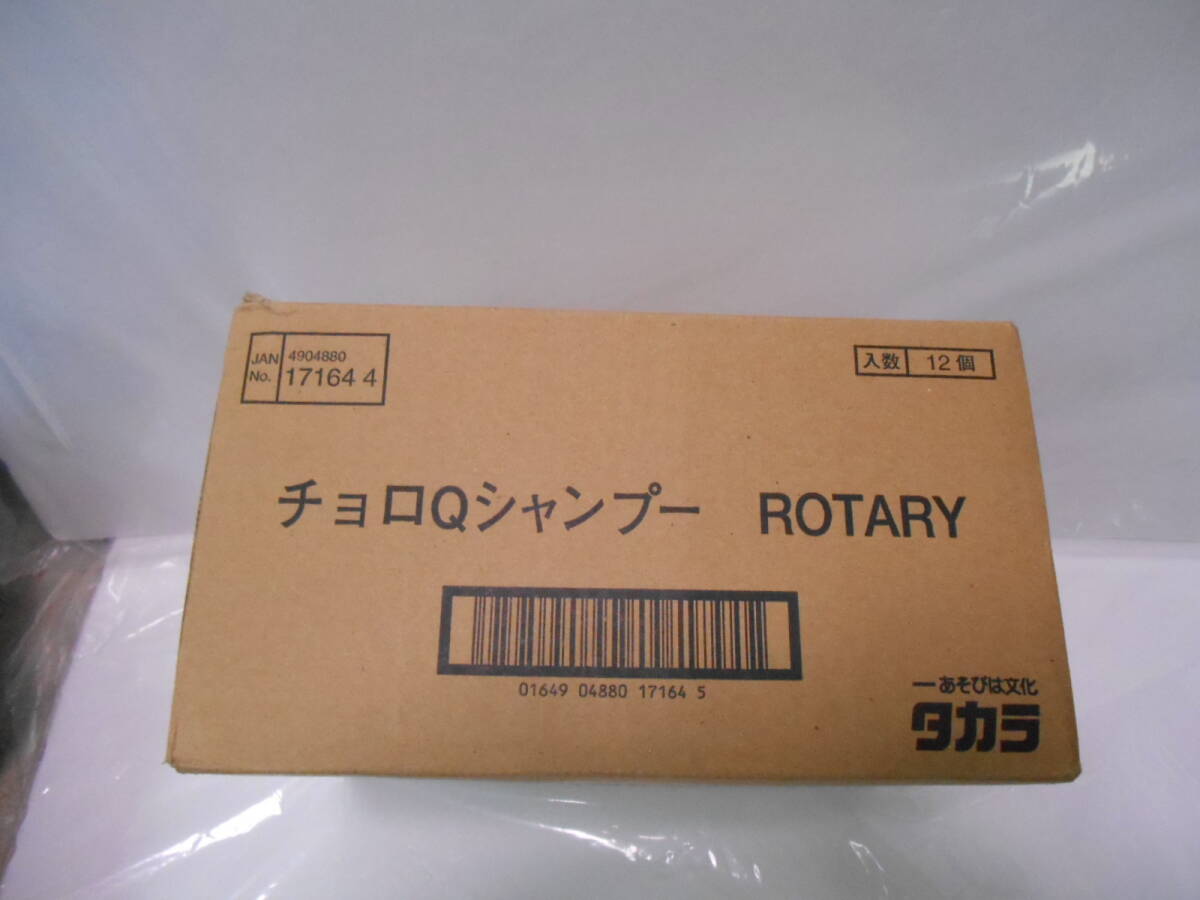 JAN No.
4904880
17164 4
入数 12個
チョロQシャンプー ROTARY
01649 04880 17164 5
ーあそびは文化
タカラ